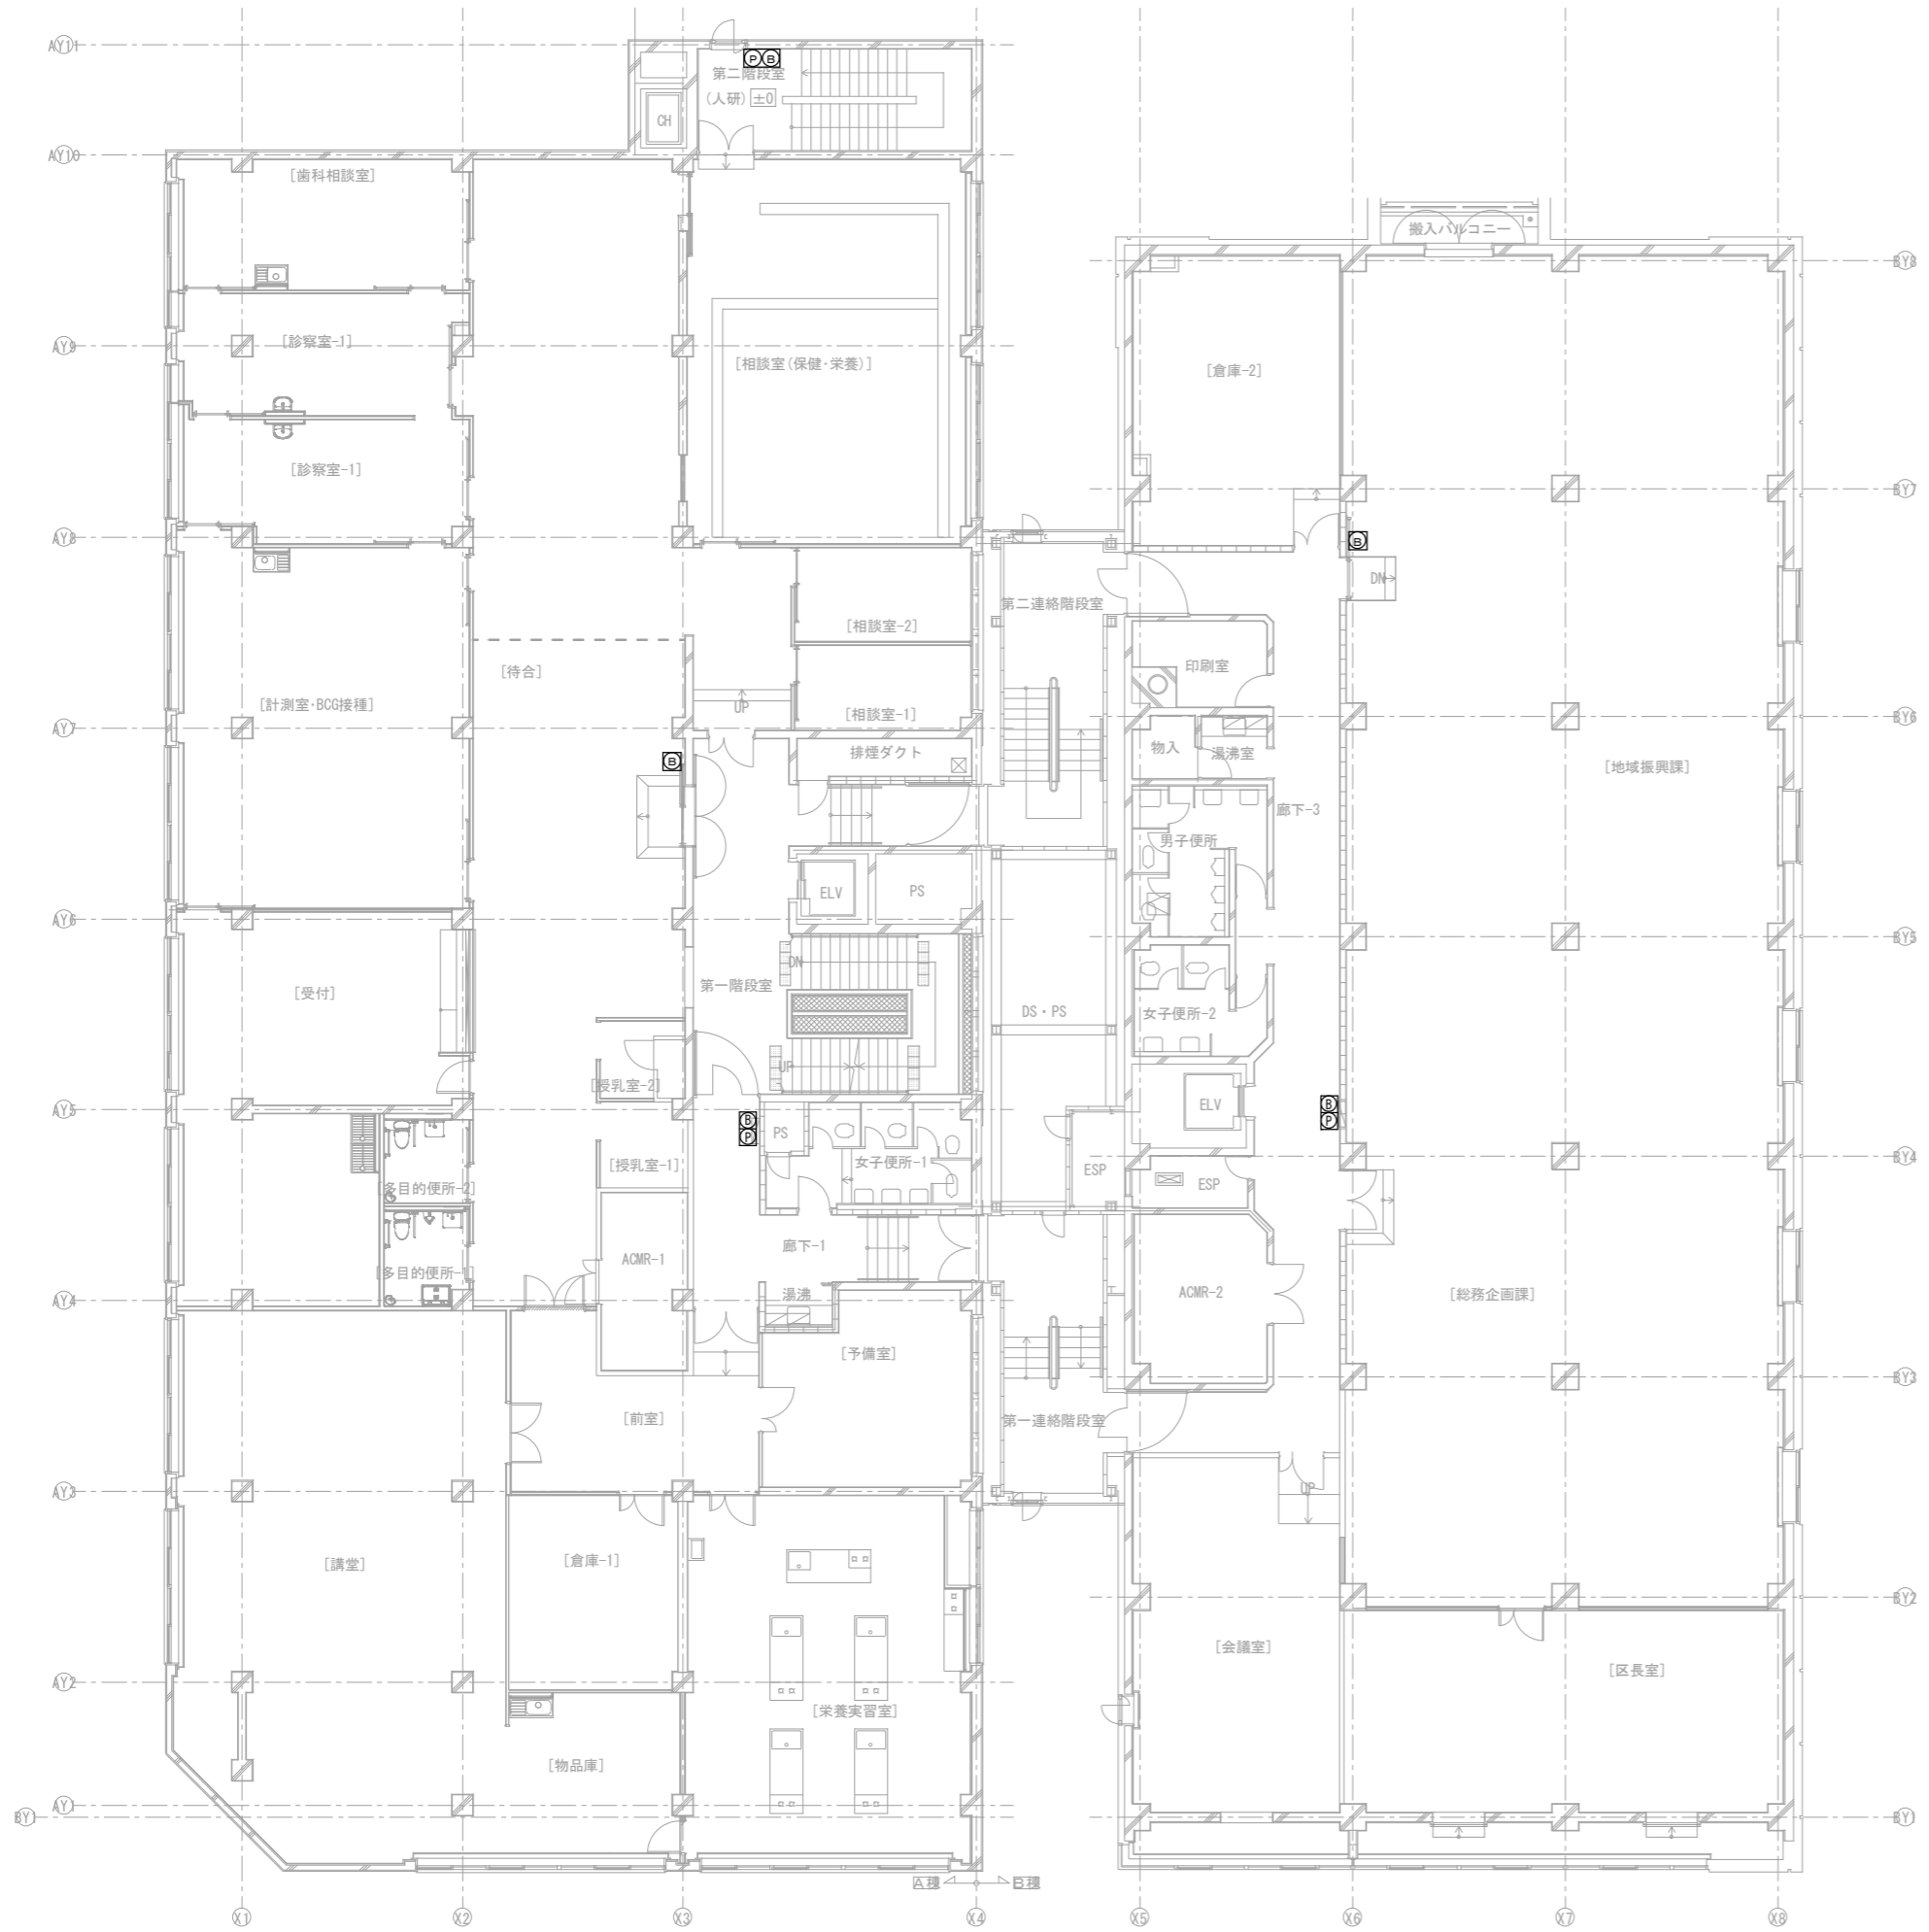 AY11
P B
第二階段室
(人研) ±0
CH
AY10
[歯科相談室]
搬入バルコニー
BY8
AY9
[診察室-1]
[相談室(保健･栄養)]
[倉庫-2]
[診察室-1]
BY7
AY8
B
DN
第二連絡階段室
[相談室-2]
[待合]
印刷室
[計測室･BCG接種]
UP
[相談室-1]
BY6
AY7
排煙ダクト
物入
湯沸室
B
[地域振興課]
廊下-3
男子便所
ELV
PS
AY6
BY5
DN
第一階段室
[受付]
DS・PS
女子便所-2
UP
[授乳室-2]
ELV
AY5
B
P
B
P
PS
女子便所-1
[授乳室-1]
ESP
BY4
ESP
[多目的便所-2]
廊下-1
ACMR-1
[多目的便所-1]
AY4
湯沸
ACMR-2
[総務企画課]
[予備室]
BY3
[前室]
第一連絡階段室
AY3
UP
[講堂]
[倉庫-1]
BY2
[会議室]
[区長室]
AY2
[栄養実習室]
[物品庫]
AY1
BY1
BY1
A棟
B棟
X1
X2
X3
X4
X5
X6
X7
X8